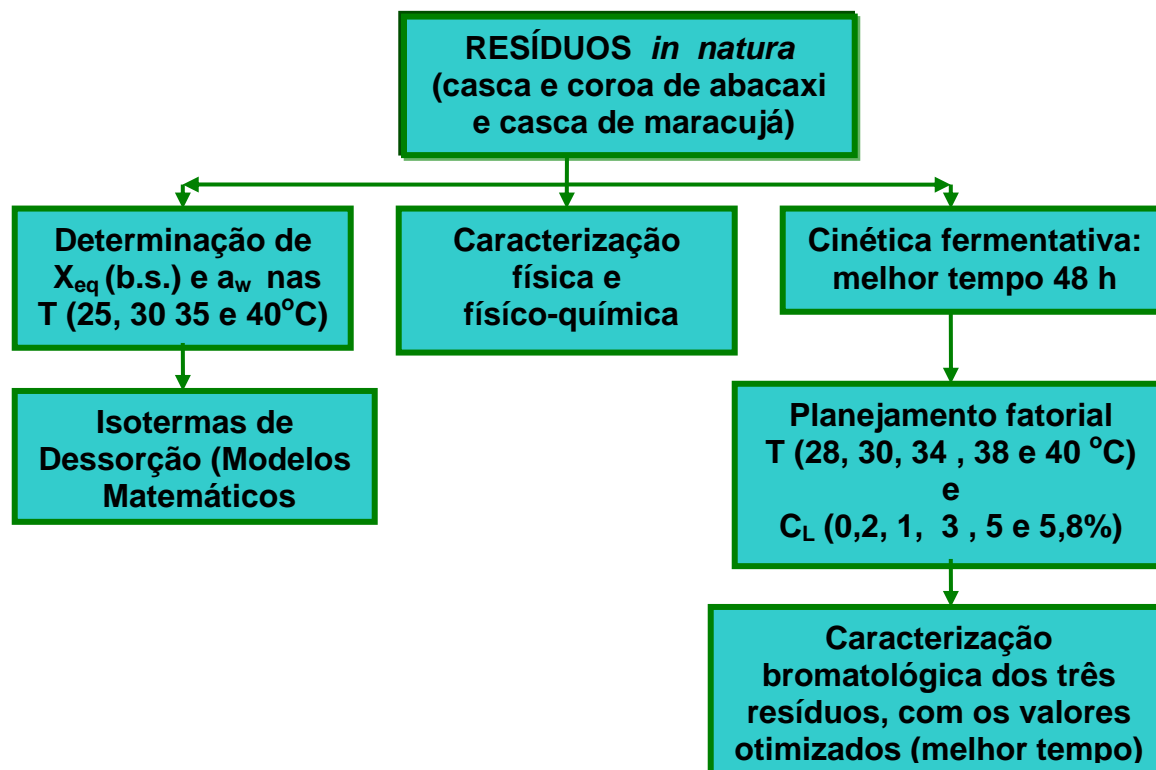 RESÍDUOS in natura
(casca e coroa de abacaxi
e casca de maracujá)
Determinação de
Xeq (b.s.) e aw nas
T (25, 30 35 e 40oC)
Caracterização
física e
físíco-química
Cinética fermentativa:
melhor tempo 48 h
Isotermas de
Dessorção (Modelos
Matemáticos
Planejamento fatorial
T (28, 30, 34 , 38 e 40 oC)
e
CL (0,2, 1, 3 , 5 e 5,8%)
Caracterização
bromatológica dos três
resíduos, com os valores
otimizados (melhor tempo)